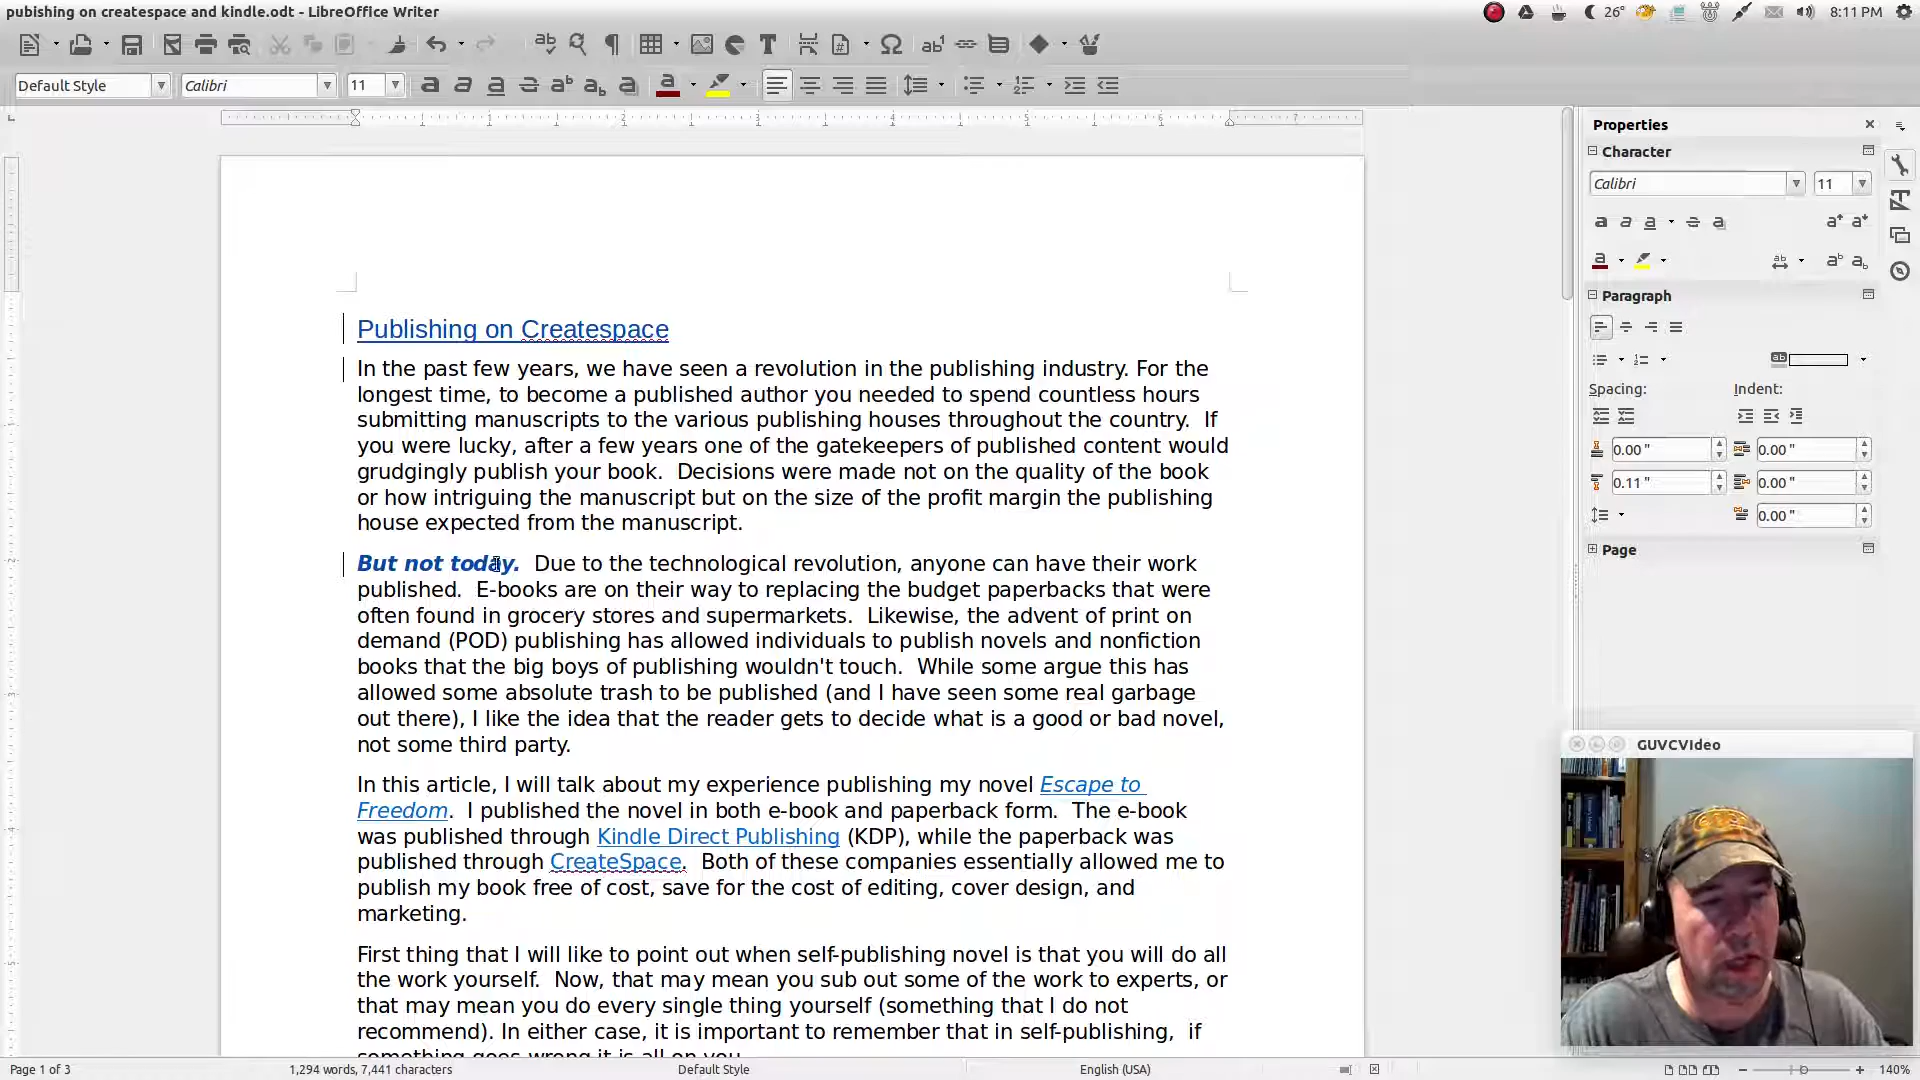 pubishing on createspace and kindle.odt - LibreOffice Writer
26° 8:11 PM
Default Style Calibri 11
Properties
Character
Calibri 11
Paragraph
Spacing: Indent:
0.00 " 0.00 "
0.11 " 0.00 "
0.00 "
Page
Publishing on Createspace
In the past few years, we have seen a revolution in the publishing industry. For the
longest time, to become a published author you needed to spend countless hours
submitting manuscripts to the various publishing houses throughout the country.  If
you were lucky, after a few years one of the gatekeepers of published content would
grudgingly publish your book.  Decisions were made not on the quality of the book
or how intriguing the manuscript but on the size of the profit margin the publishing
house expected from the manuscript.
But not today.  Due to the technological revolution, anyone can have their work
published.  E-books are on their way to replacing the budget paperbacks that were
often found in grocery stores and supermarkets.  Likewise, the advent of print on
demand (POD) publishing has allowed individuals to publish novels and nonfiction
books that the big boys of publishing wouldn't touch.  While some argue this has
allowed some absolute trash to be published (and I have seen some real garbage
out there), I like the idea that the reader gets to decide what is a good or bad novel,
not some third party.
In this article, I will talk about my experience publishing my novel Escape to
Freedom.  I published the novel in both e-book and paperback form.  The e-book
was published through Kindle Direct Publishing (KDP), while the paperback was
published through CreateSpace.  Both of these companies essentially allowed me to
publish my book free of cost, save for the cost of editing, cover design, and
marketing.
First thing that I will like to point out when self-publishing novel is that you will do all
the work yourself.  Now, that may mean you sub out some of the work to experts, or
that may mean you do every single thing yourself (something that I do not
recommend). In either case, it is important to remember that in self-publishing,  if
something goes wrong it is all on you
GUVCVIdeo
Page 1 of 3 1,294 words, 7,441 characters Default Style English (USA) 140%